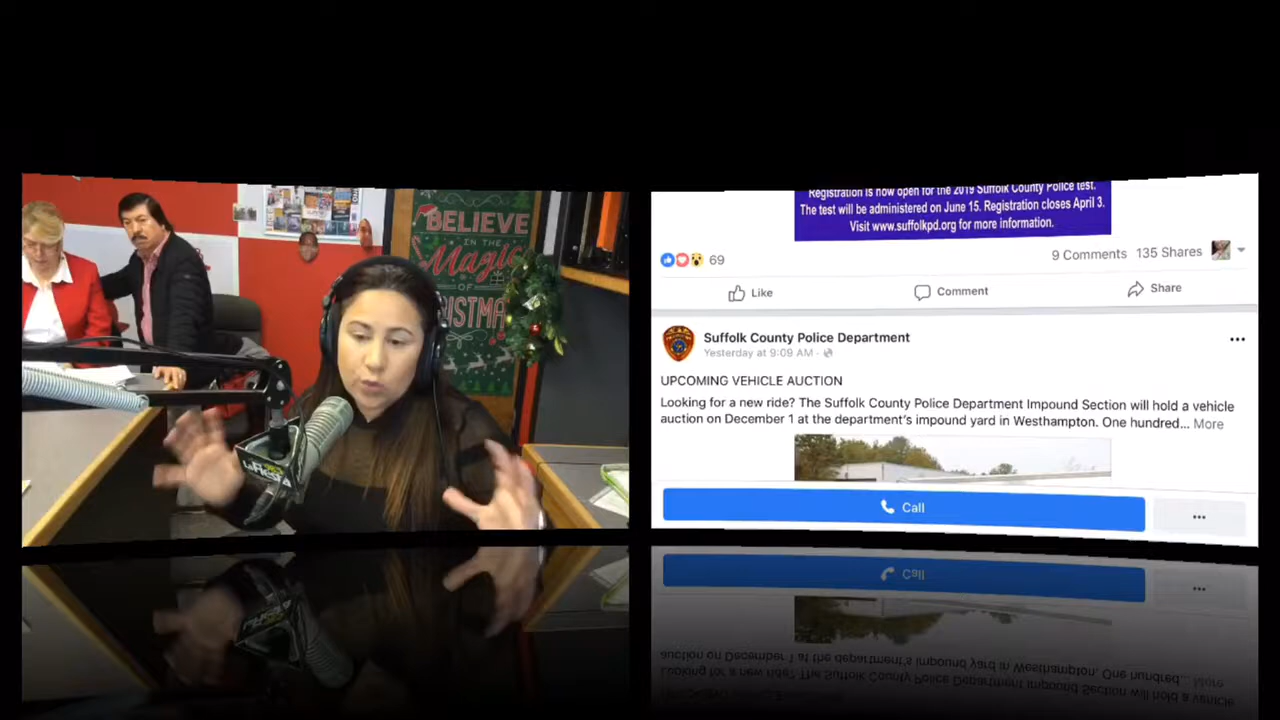 BELIEVE
IN THE
Magic
OF
La Fiesta
Registration is now open for the 2019 Suffolk County Police test.
The test will be administered on June 15. Registration closes April 3.
Visit www.suffolkpd.org for more information.
69
9 Comments 135 Shares
Like Comment Share
Suffolk County Police Department
Yesterday at 9:09 AM ·
UPCOMING VEHICLE AUCTION
Looking for a new ride? The Suffolk County Police Department Impound Section will hold a vehicle
auction on December 1 at the department's impound yard in Westhampton. One hundred... More
Call